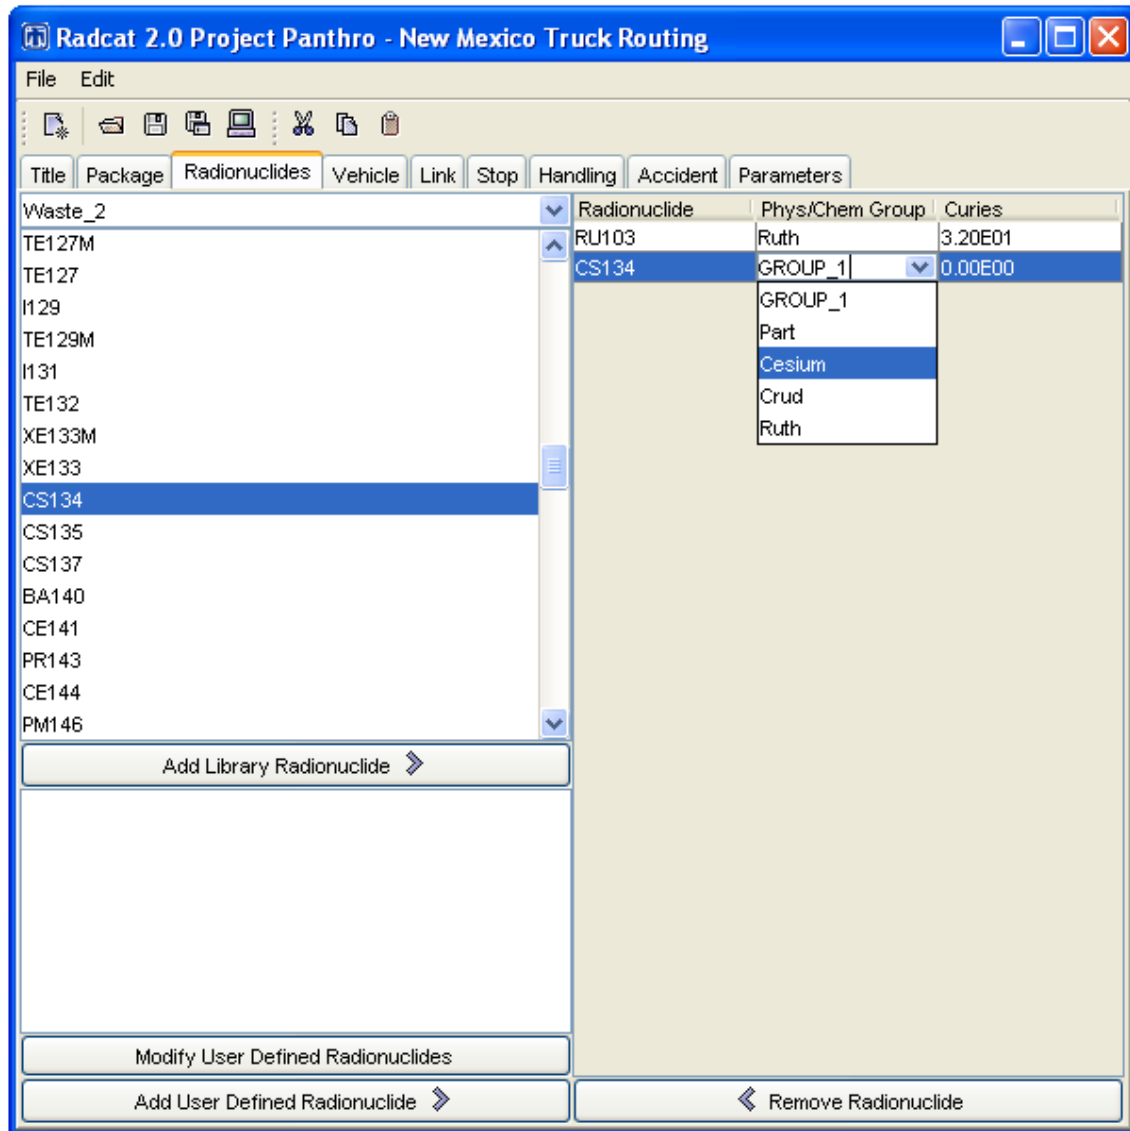 Radcat 2.0 Project Panthro - New Mexico Truck Routing
File Edit
Title Package Radionuclides Vehicle Link Stop Handling Accident Parameters
Waste_2
TE127M
TE127
I129
TE129M
I131
TE132
XE133M
XE133
CS134
CS135
CS137
BA140
CE141
PR143
CE144
PM146
Add Library Radionuclide
Modify User Defined Radionuclides
Add User Defined Radionuclide
Radionuclide Phys/Chem Group Curies
RU103 Ruth 3.20E01
CS134 GROUP_1 0.00E00
GROUP_1
Part
Cesium
Crud
Ruth
Remove Radionuclide